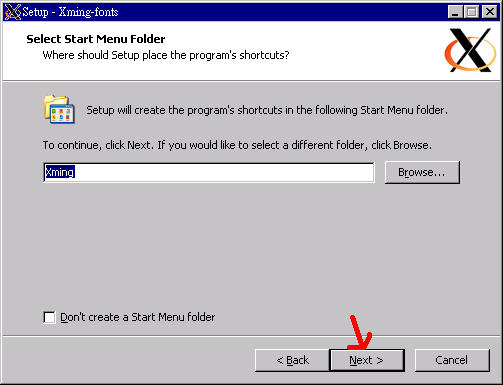 Setup - Xming-fonts
Select Start Menu Folder
Where should Setup place the program's shortcuts?
Setup will create the program's shortcuts in the following Start Menu folder.
To continue, click Next. If you would like to select a different folder, click Browse.
Xming
Browse...
Don't create a Start Menu folder
< Back
Next >
Cancel